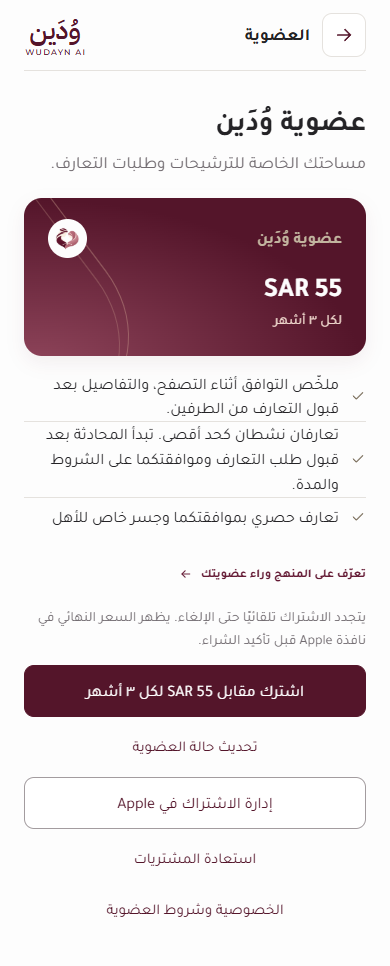 العضوية
وُدَين
WUDAYN AI
عضوية وُدَين
مساحتك الخاصة للترشيحات وطلبات التعارف.
عضوية وُدَين
SAR 55
لكل ٣ أشهر
ملخّص التوافق أثناء التصفح، والتفاصيل بعد
قبول التعارف من الطرفين.
تعارفان نشطان كحد أقصى. تبدأ المحادثة بعد
قبول طلب التعارف وموافقتكما على الشروط
والمدة.
تعارف حصري بموافقتكما وجسر خاص للأهل
تعرّف على المنهج وراء عضويتك ←
يتجدد الاشتراك تلقائيًا حتى الإلغاء. يظهر السعر النهائي في
نافذة Apple قبل تأكيد الشراء.
اشترك مقابل SAR 55 لكل ٣ أشهر
تحديث حالة العضوية
إدارة الاشتراك في Apple
استعادة المشتريات
الخصوصية وشروط العضوية